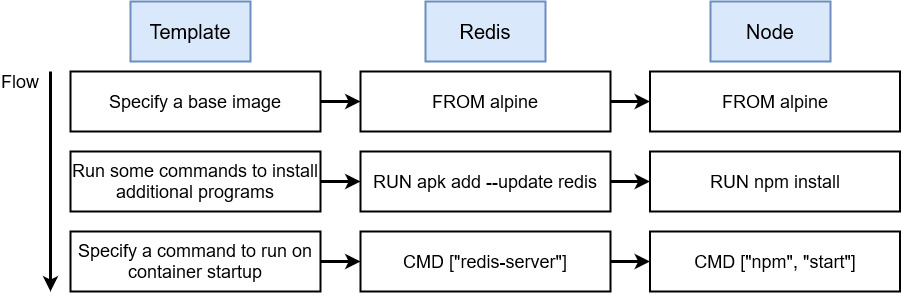 Template
Redis
Node
Flow
Specify a base image
FROM alpine
FROM alpine
Run some commands to install
additional programs
RUN apk add --update redis
RUN npm install
Specify a command to run on
container startup
CMD ["redis-server"]
CMD ["npm", "start"]